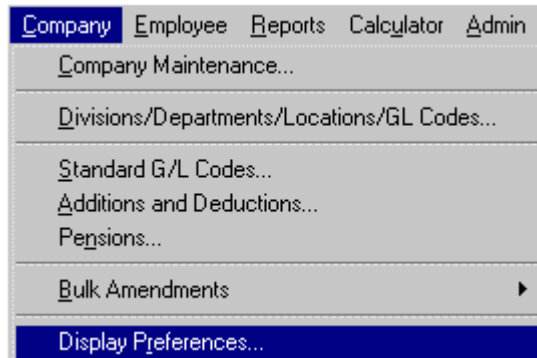 Company Employee Reports Calculator Admin
Company Maintenance...
Divisions/Departments/Locations/GL Codes...
Standard G/L Codes...
Additions and Deductions...
Pensions...
Bulk Amendments
Display Preferences...